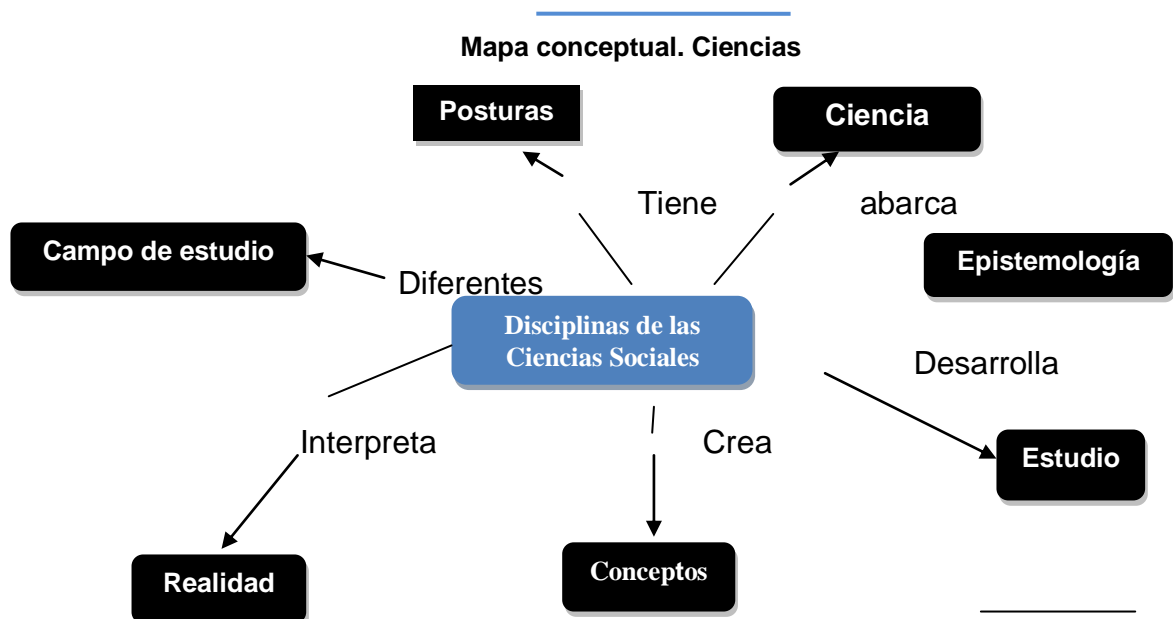 Mapa conceptual. Ciencias
Posturas
Ciencia
Tiene
abarca
Campo de estudio
Epistemología
Diferentes
Disciplinas de las
Ciencias Sociales
Desarrolla
Interpreta
Crea
Estudio
Realidad
Conceptos